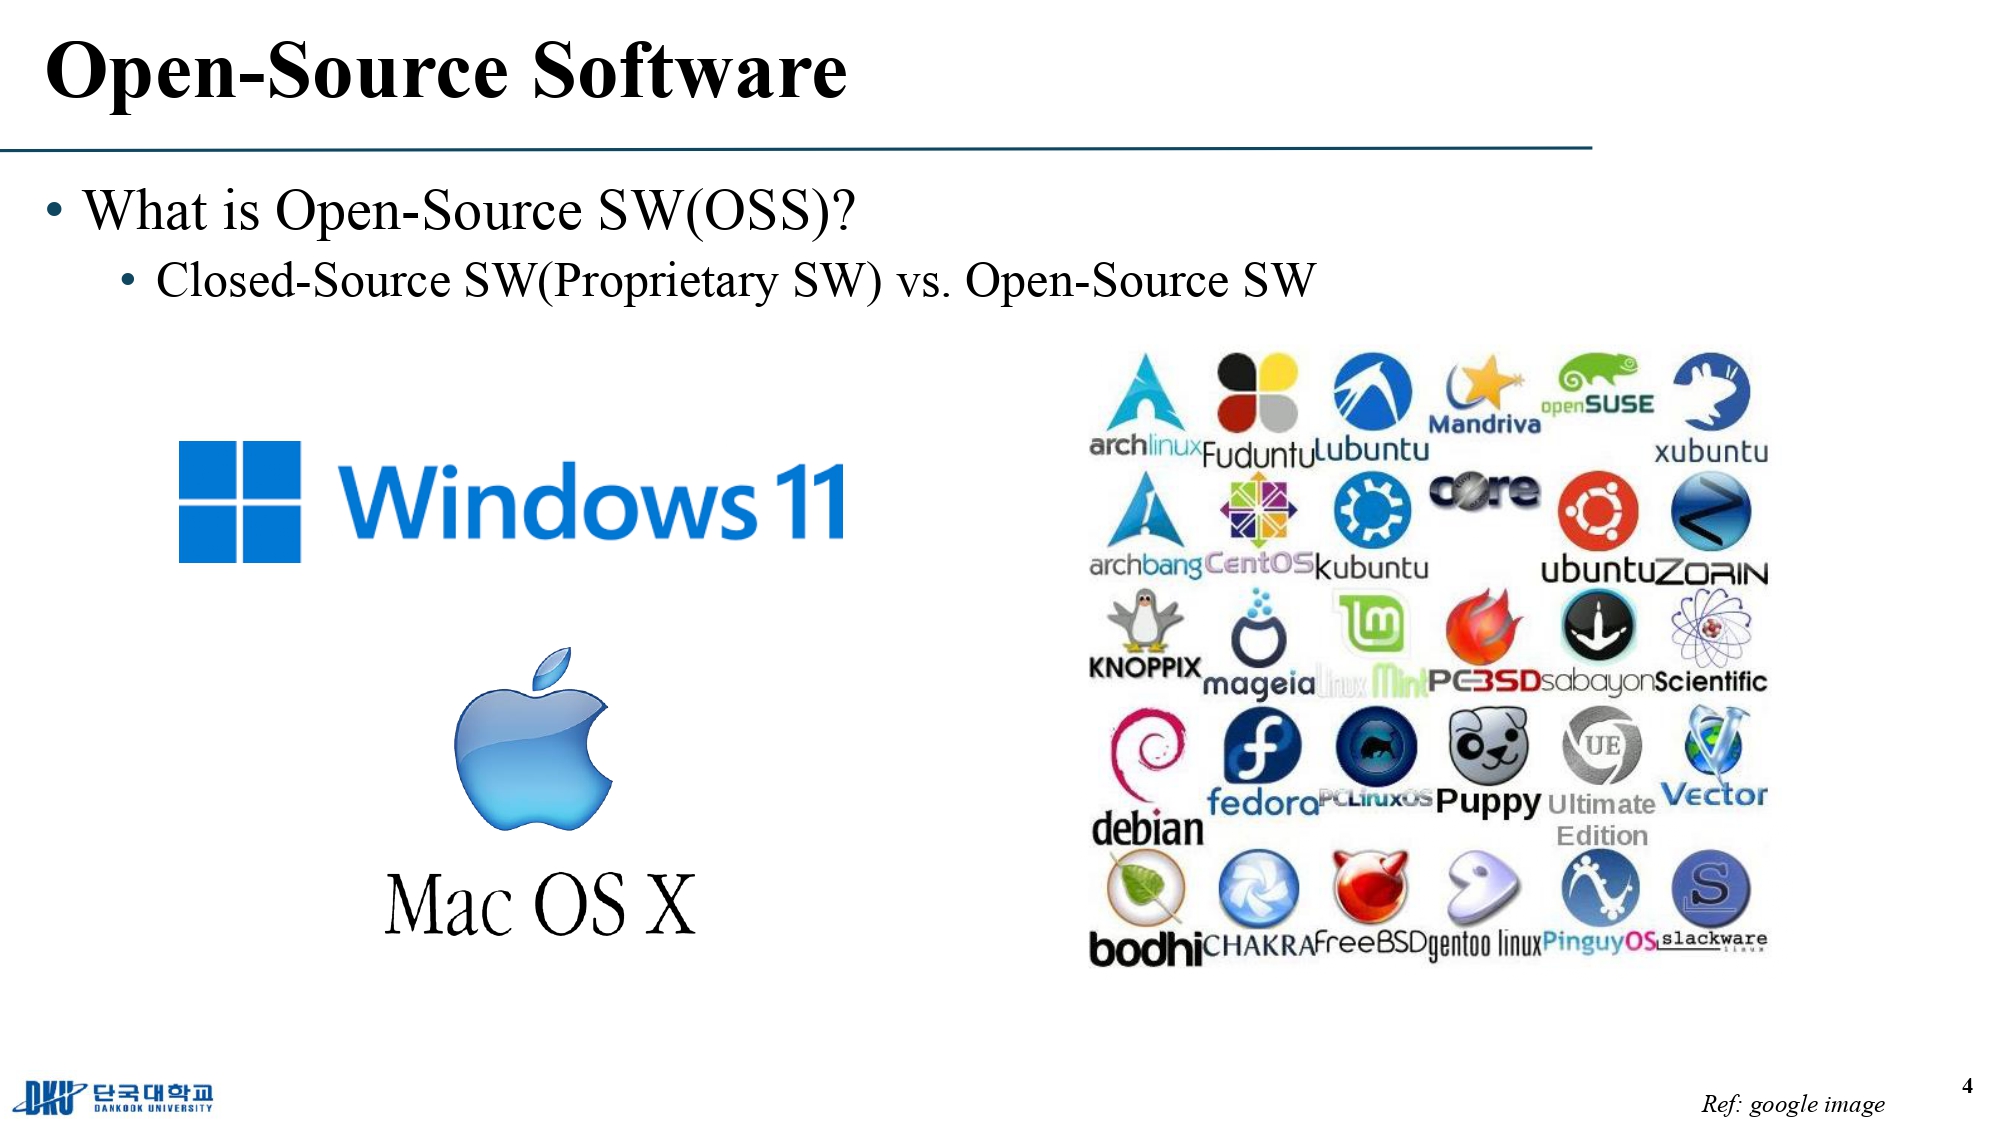 Open-Source Software
• What is Open-Source SW(OSS)?
• Closed-Source SW(Proprietary SW) vs. Open-Source SW
Windows 11
Mac OS X
archlinux Fuduntu Lubuntu Mandriva openSUSE xubuntu
archbang CentOS kubuntu core ubuntu ZORIN
KNOPPIX mageia linux Mint PCBSD sabayon Scientific
debian fedora PCLinuxOS Puppy Ultimate Edition Vector
bodhi CHAKRA FreeBSD gentoo linux PinguyOS slackware linux
DKU 단국대학교
DANKOOK UNIVERSITY
Ref: google image
4